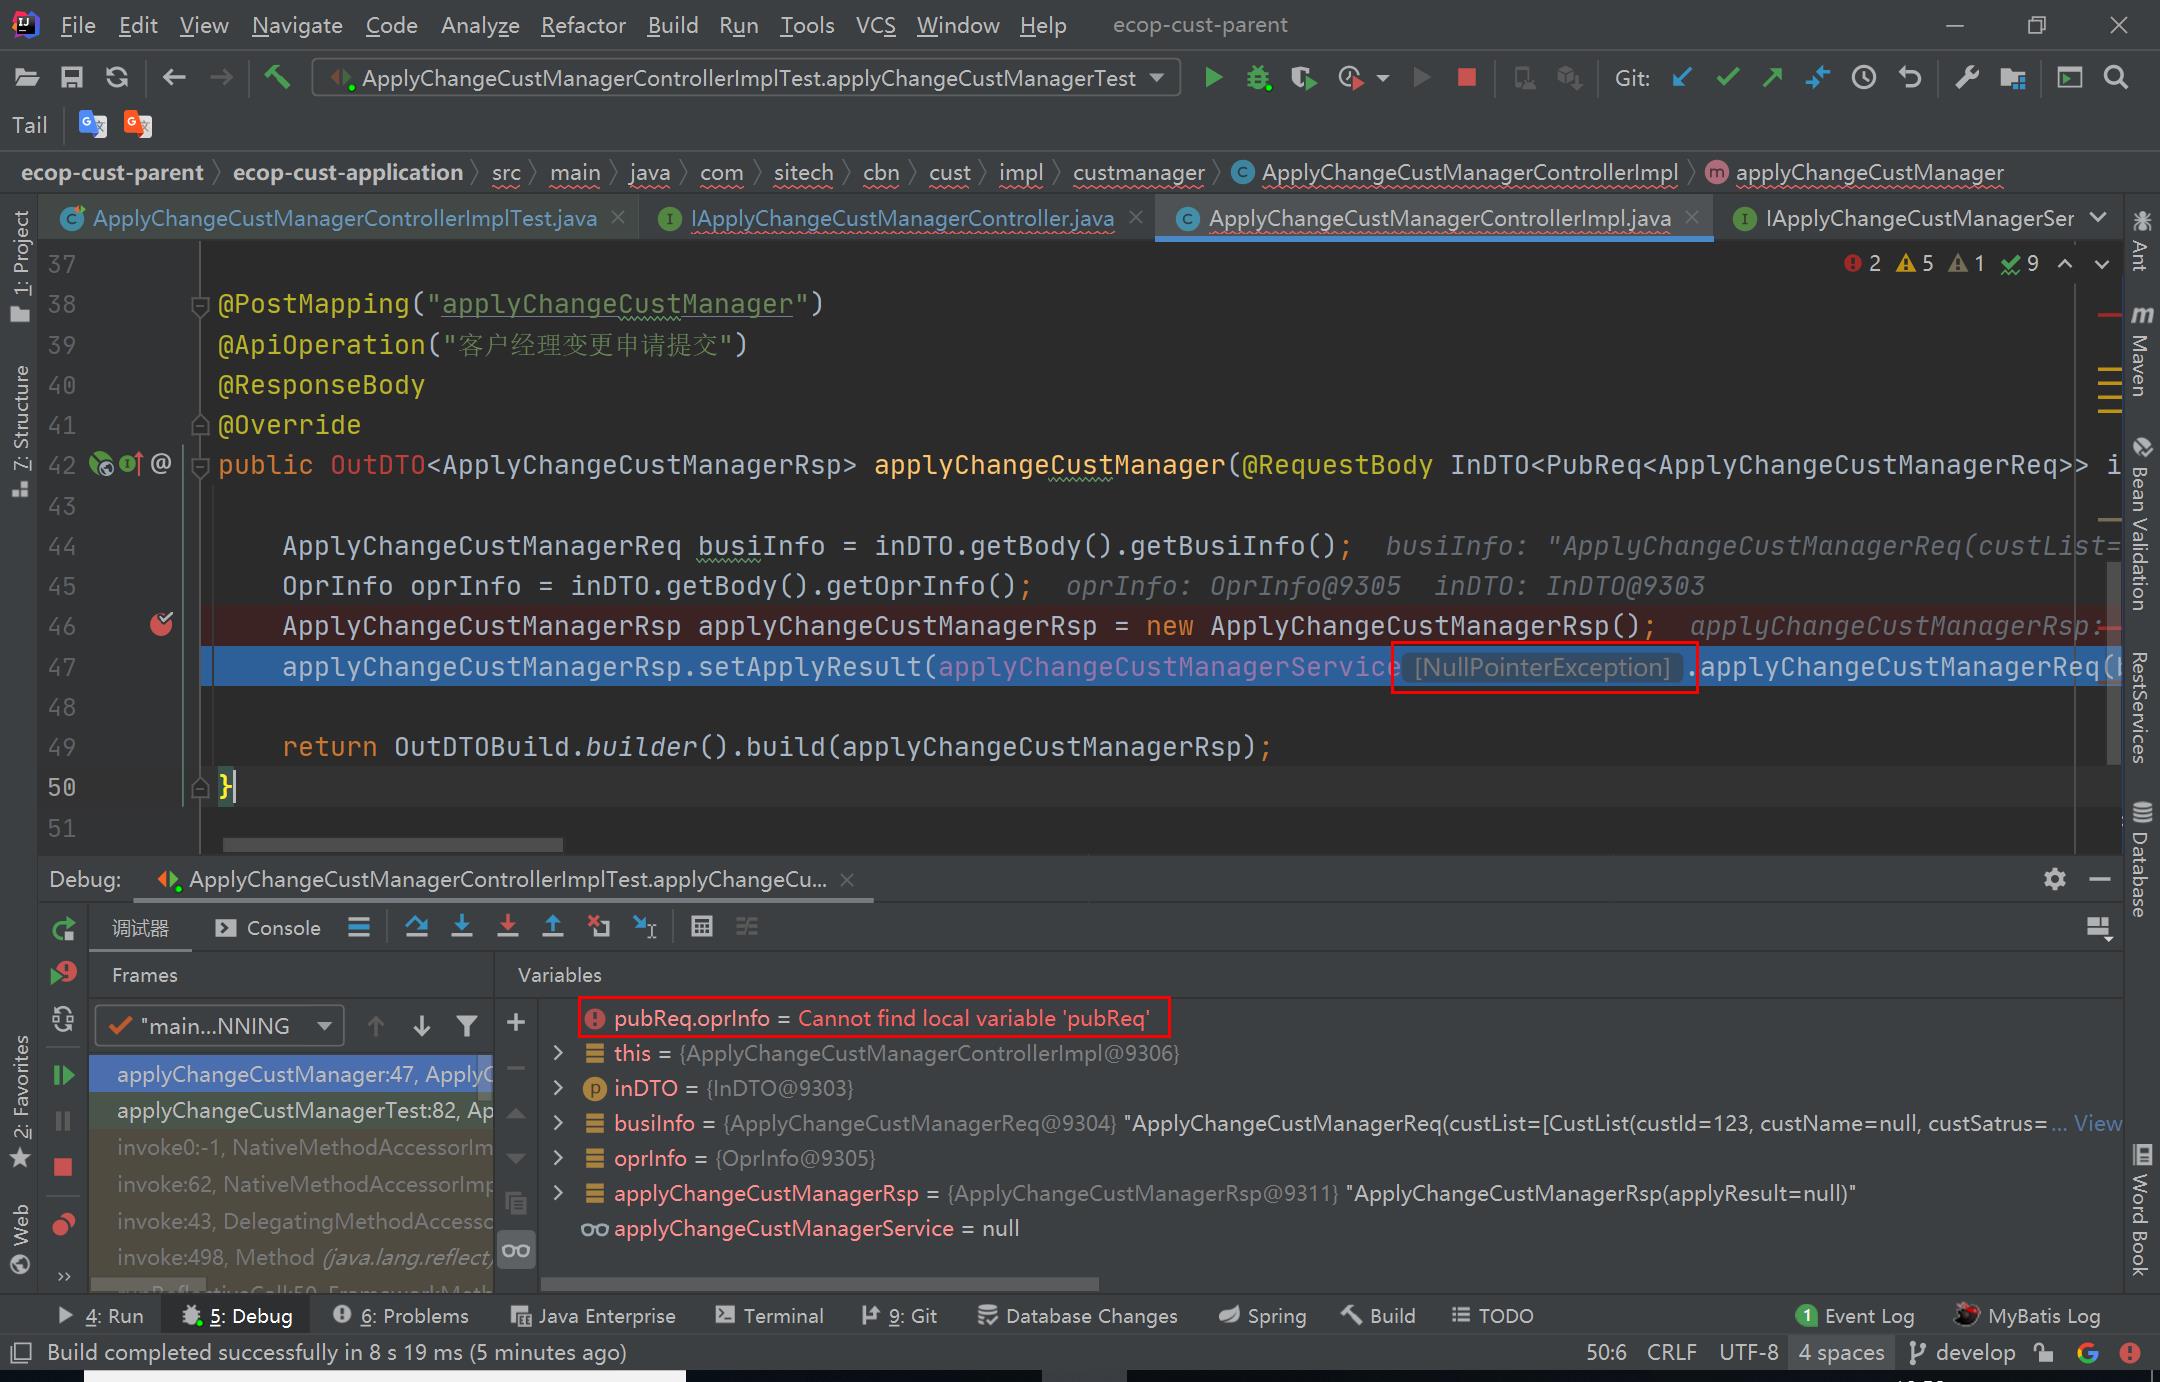 File Edit View Navigate Code Analyze Refactor Build Run Tools VCS Window Help ecop-cust-parent
ApplyChangeCustManagerControllerImplTest.applyChangeCustManagerTest Git:
Tail
ecop-cust-parent ecop-cust-application src main java com sitech cbn cust impl custmanager ApplyChangeCustManagerControllerImpl applyChangeCustManager
ApplyChangeCustManagerControllerImplTest.java IApplyChangeCustManagerController.java ApplyChangeCustManagerControllerImpl.java IApplyChangeCustManagerSer
1: Project
7: Structure
2: Favorites
Web
37 2 5 1 9
38 @PostMapping("applyChangeCustManager")
39 @ApiOperation("客户经理变更申请提交")
40 @ResponseBody
41 @Override
42 public OutDTO<ApplyChangeCustManagerRsp> applyChangeCustManager(@RequestBody InDTO<PubReq<ApplyChangeCustManagerReq>> i
43
44 ApplyChangeCustManagerReq busiInfo = inDTO.getBody().getBusiInfo(); busiInfo: "ApplyChangeCustManagerReq(custList=
45 OprInfo oprInfo = inDTO.getBody().getOprInfo(); oprInfo: OprInfo@9305 inDTO: InDTO@9303
46 ApplyChangeCustManagerRsp applyChangeCustManagerRsp = new ApplyChangeCustManagerRsp(); applyChangeCustManagerRsp:
47 applyChangeCustManagerRsp.setApplyResult(applyChangeCustManagerService [NullPointerException] .applyChangeCustManagerReq(b
48
49 return OutDTOBuild.builder().build(applyChangeCustManagerRsp);
50 }
51
Ant
Maven
Bean Validation
RestServices
Database
Word Book
Debug: ApplyChangeCustManagerControllerImplTest.applyChangeCu...
调试器 Console
Frames
"main...NNING
applyChangeCustManager:47, ApplyC
applyChangeCustManagerTest:82, Ap
invoke0:-1, NativeMethodAccessorIm
invoke:62, NativeMethodAccessorImp
invoke:43, DelegatingMethodAccesso
invoke:498, Method (java.lang.reflect)
Variables
pubReq.oprInfo = Cannot find local variable 'pubReq'
this = {ApplyChangeCustManagerControllerImpl@9306}
inDTO = {InDTO@9303}
busiInfo = {ApplyChangeCustManagerReq@9304} "ApplyChangeCustManagerReq(custList=[CustList(custId=123, custName=null, custSatrus=... View
oprInfo = {OprInfo@9305}
applyChangeCustManagerRsp = {ApplyChangeCustManagerRsp@9311} "ApplyChangeCustManagerRsp(applyResult=null)"
applyChangeCustManagerService = null
4: Run 5: Debug 6: Problems Java Enterprise Terminal 9: Git Database Changes Spring Build TODO 1 Event Log MyBatis Log
Build completed successfully in 8 s 19 ms (5 minutes ago) 50:6 CRLF UTF-8 4 spaces develop